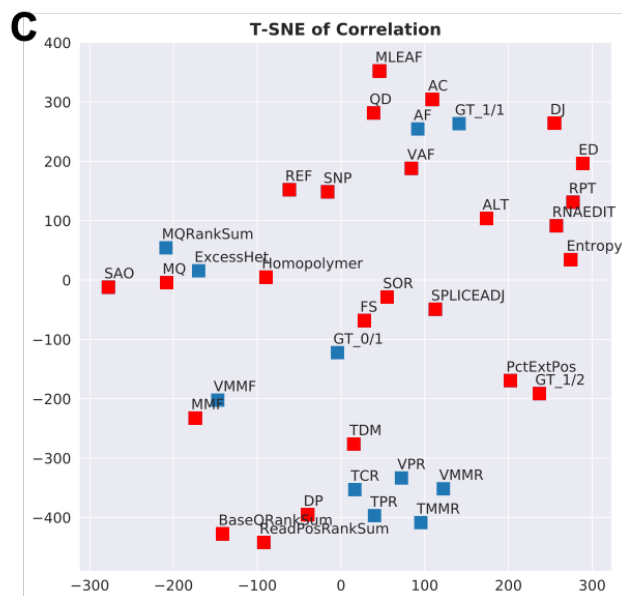 C
T-SNE of Correlation
400
300
200
100
0
−100
−200
−300
−400
MLEAF
QD
AC
AF
GT_1/1
DJ
VAF
ED
REF
SNP
RPT
ALT
RNAEDIT
MQRankSum
ExcessHet
Entropy
SAO
MQ
Homopolymer
SOR
FS
SPLICEADJ
GT_0/1
PctExtPos
GT_1/2
VMMF
MMF
TDM
TCR
VPR
VMMR
DP
TPR
TMMR
BaseQRankSum
ReadPosRankSum
−300
−200
−100
0
100
200
300